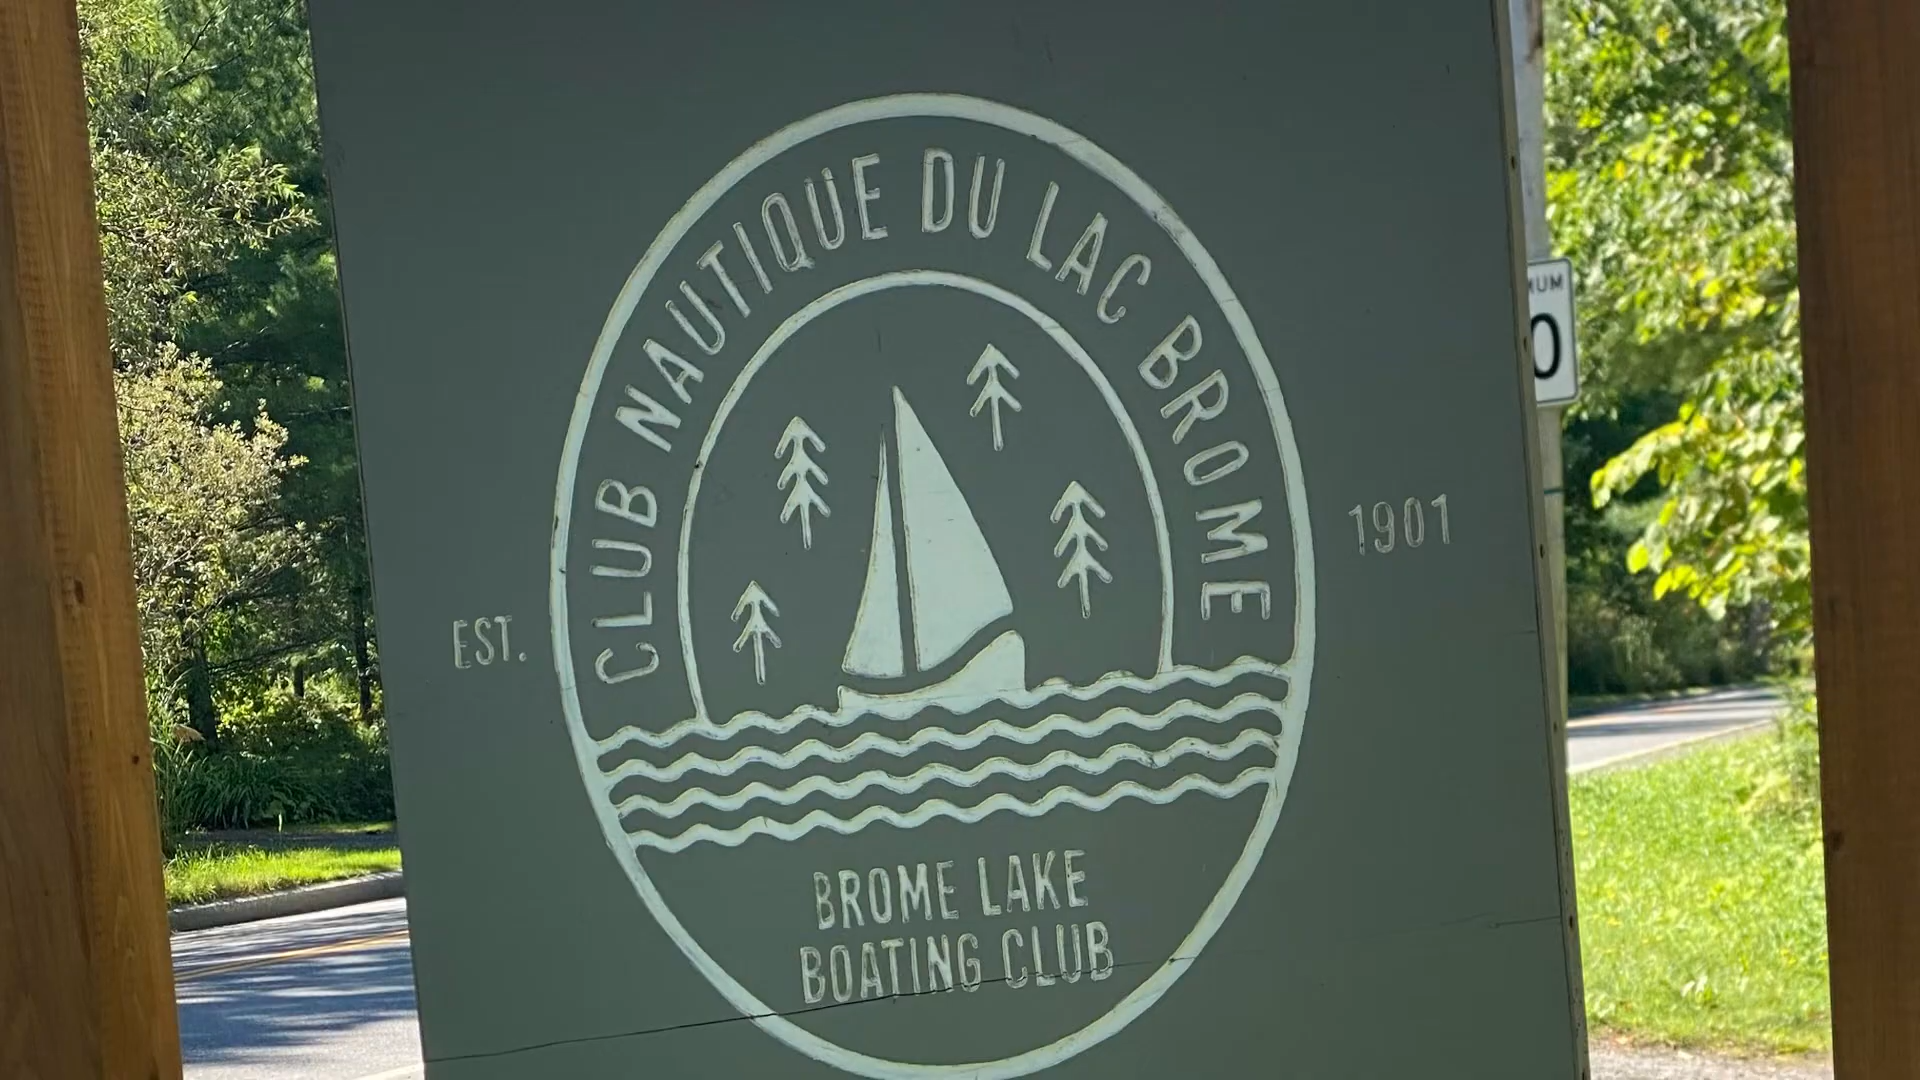 CLUB NAUTIQUE DU LAC BROME
EST.
1901
BROME LAKE
BOATING CLUB